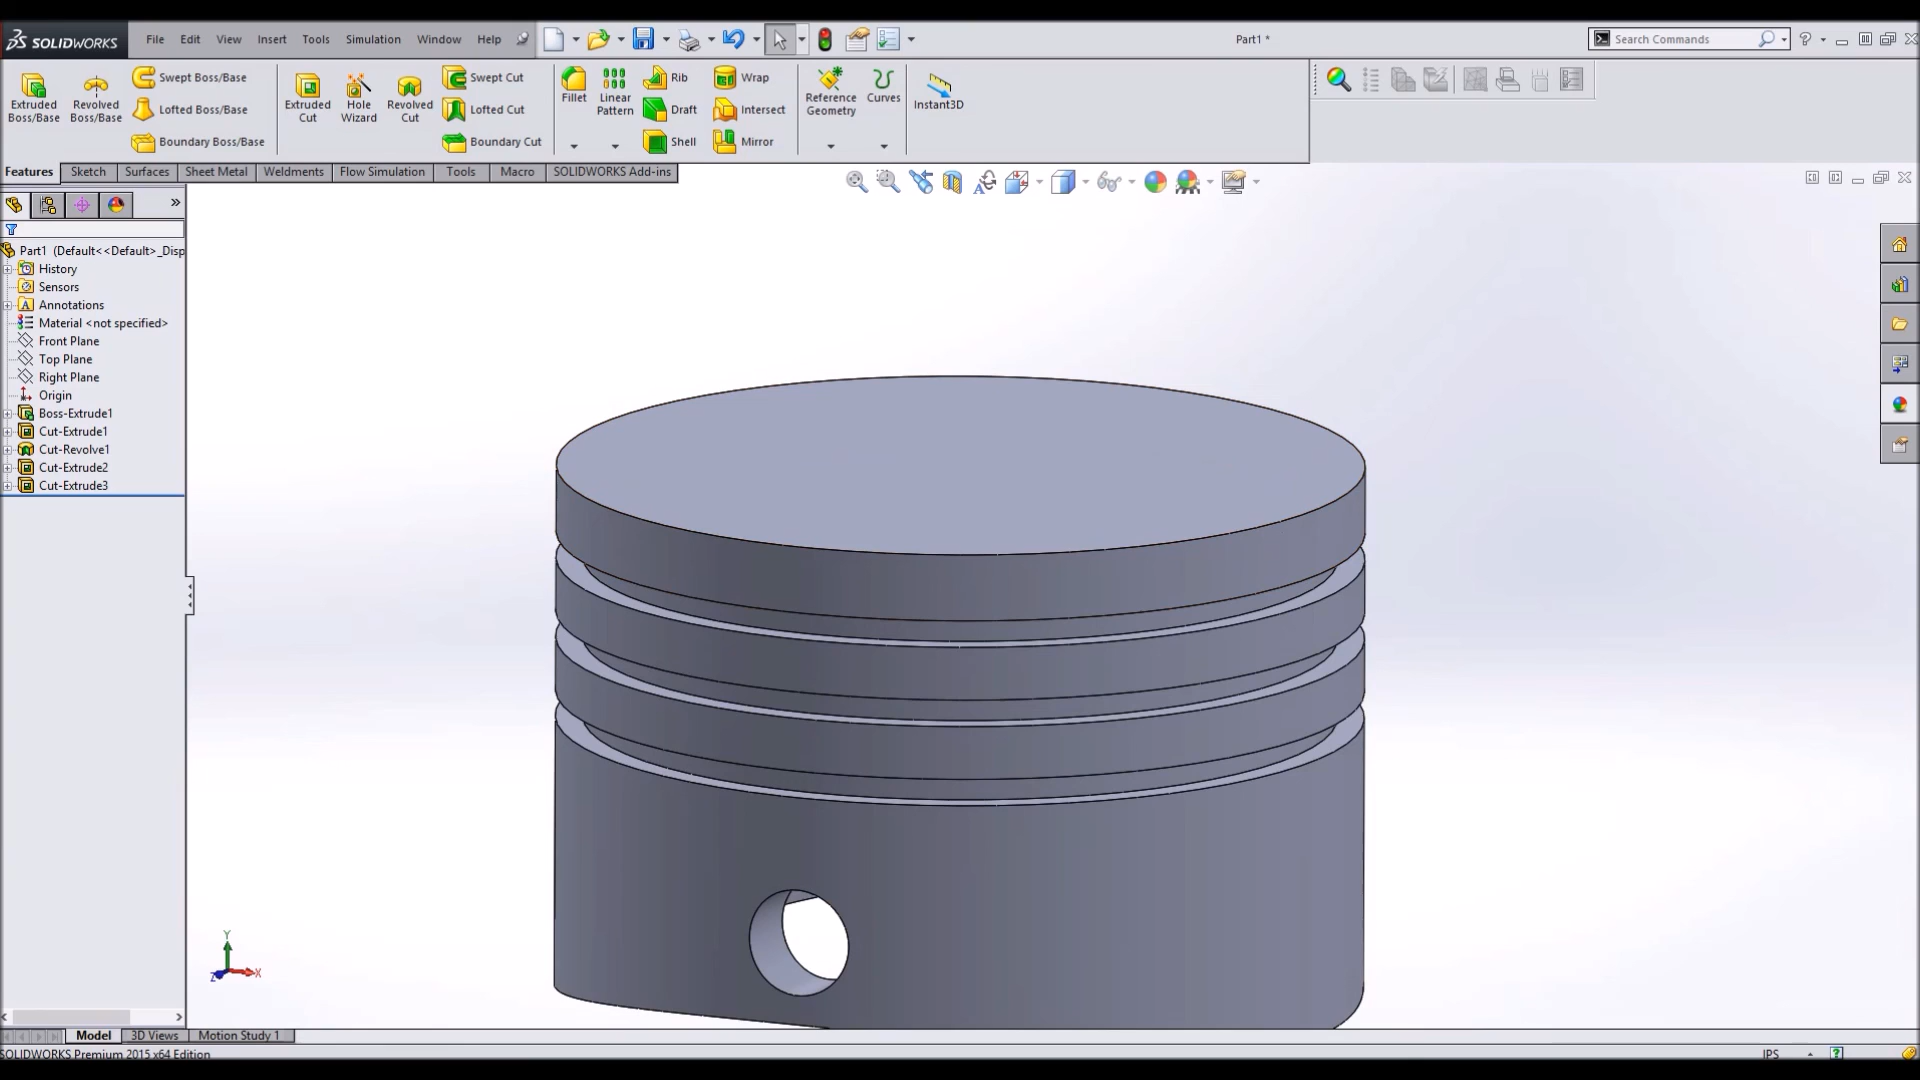 SOLIDWORKS File Edit View Insert Tools Simulation Window Help Part1 * Search Commands ?
Extruded Boss/Base
Revolved Boss/Base
Swept Boss/Base
Lofted Boss/Base
Boundary Boss/Base
Extruded Cut
Hole Wizard
Revolved Cut
Swept Cut
Lofted Cut
Boundary Cut
Fillet
Linear Pattern
Rib
Draft
Shell
Wrap
Intersect
Mirror
Reference Geometry
Curves
Instant3D
Features Sketch Surfaces Sheet Metal Weldments Flow Simulation Tools Macro SOLIDWORKS Add-ins
Part1 (Default<<Default>_Disp
History
Sensors
A Annotations
Material <not specified>
Front Plane
Top Plane
Right Plane
Origin
Boss-Extrude1
Cut-Extrude1
Cut-Revolve1
Cut-Extrude2
Cut-Extrude3
Y
Z X
Model 3D Views Motion Study 1
SOLIDWORKS Premium 2015 x64 Edition IPS ?